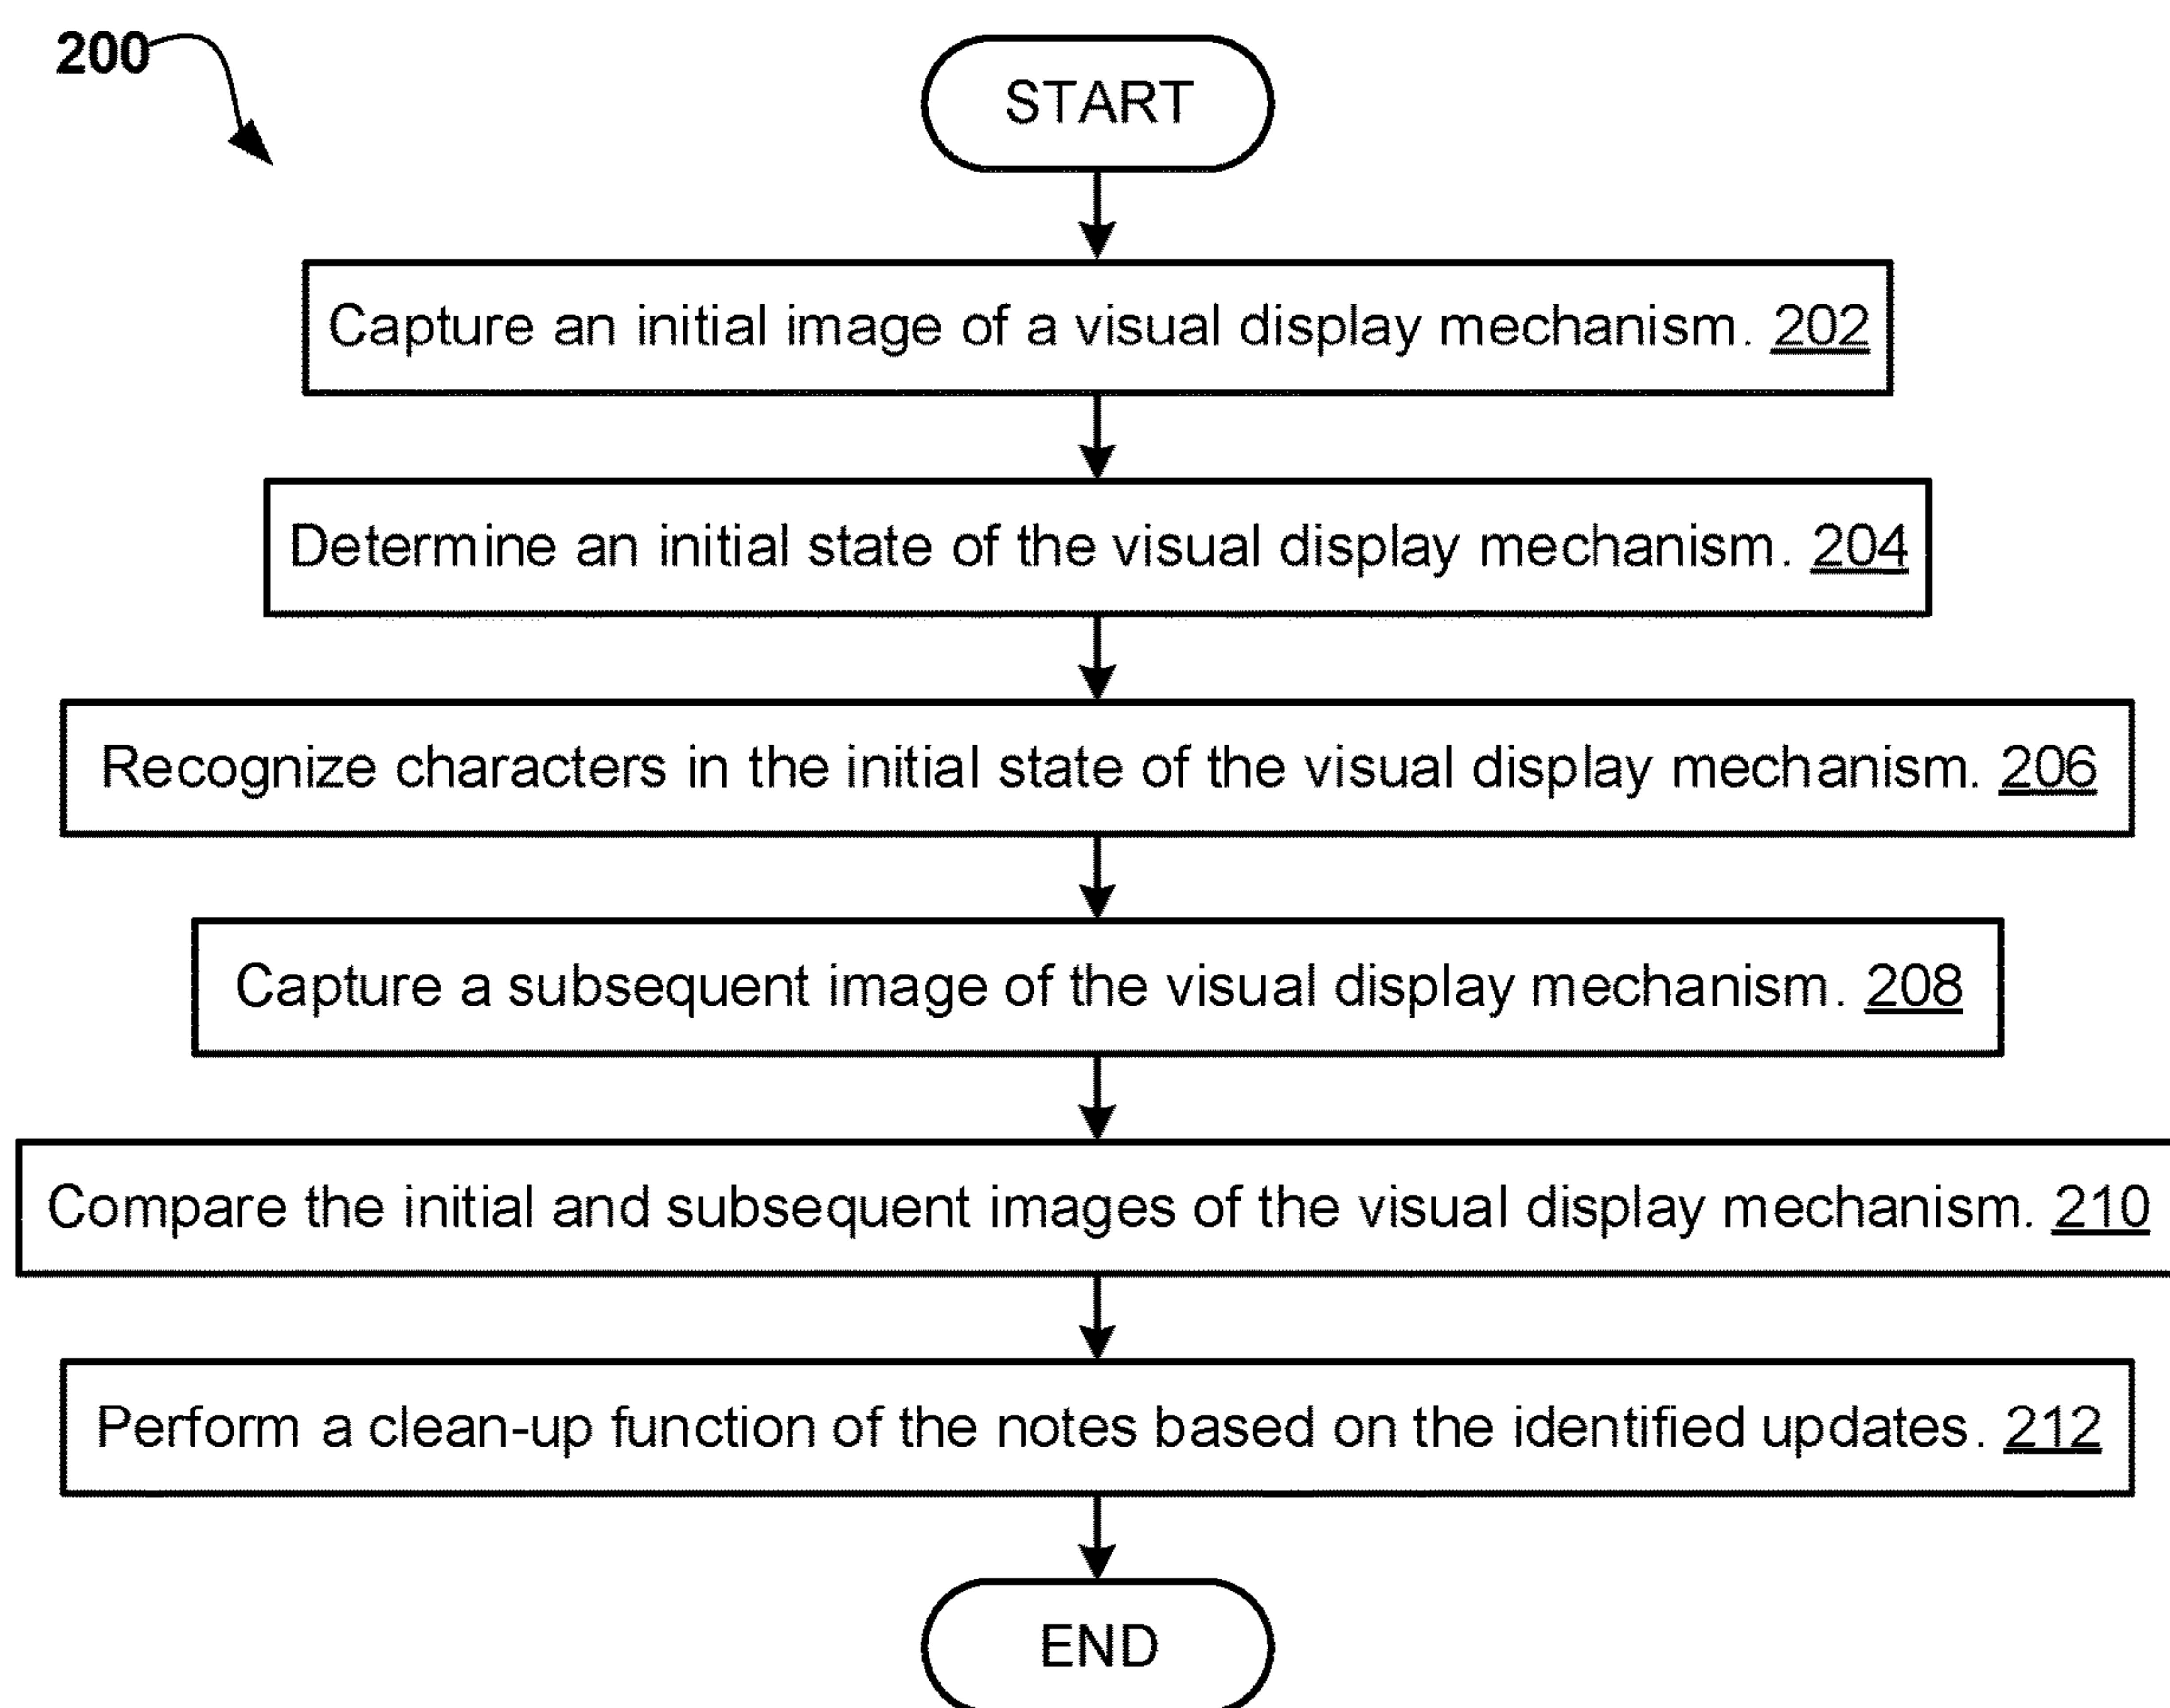 200
START
Capture an initial image of a visual display mechanism. 202
Determine an initial state of the visual display mechanism. 204
Recognize characters in the initial state of the visual display mechanism. 206
Capture a subsequent image of the visual display mechanism. 208
Compare the initial and subsequent images of the visual display mechanism. 210
Perform a clean-up function of the notes based on the identified updates. 212
END